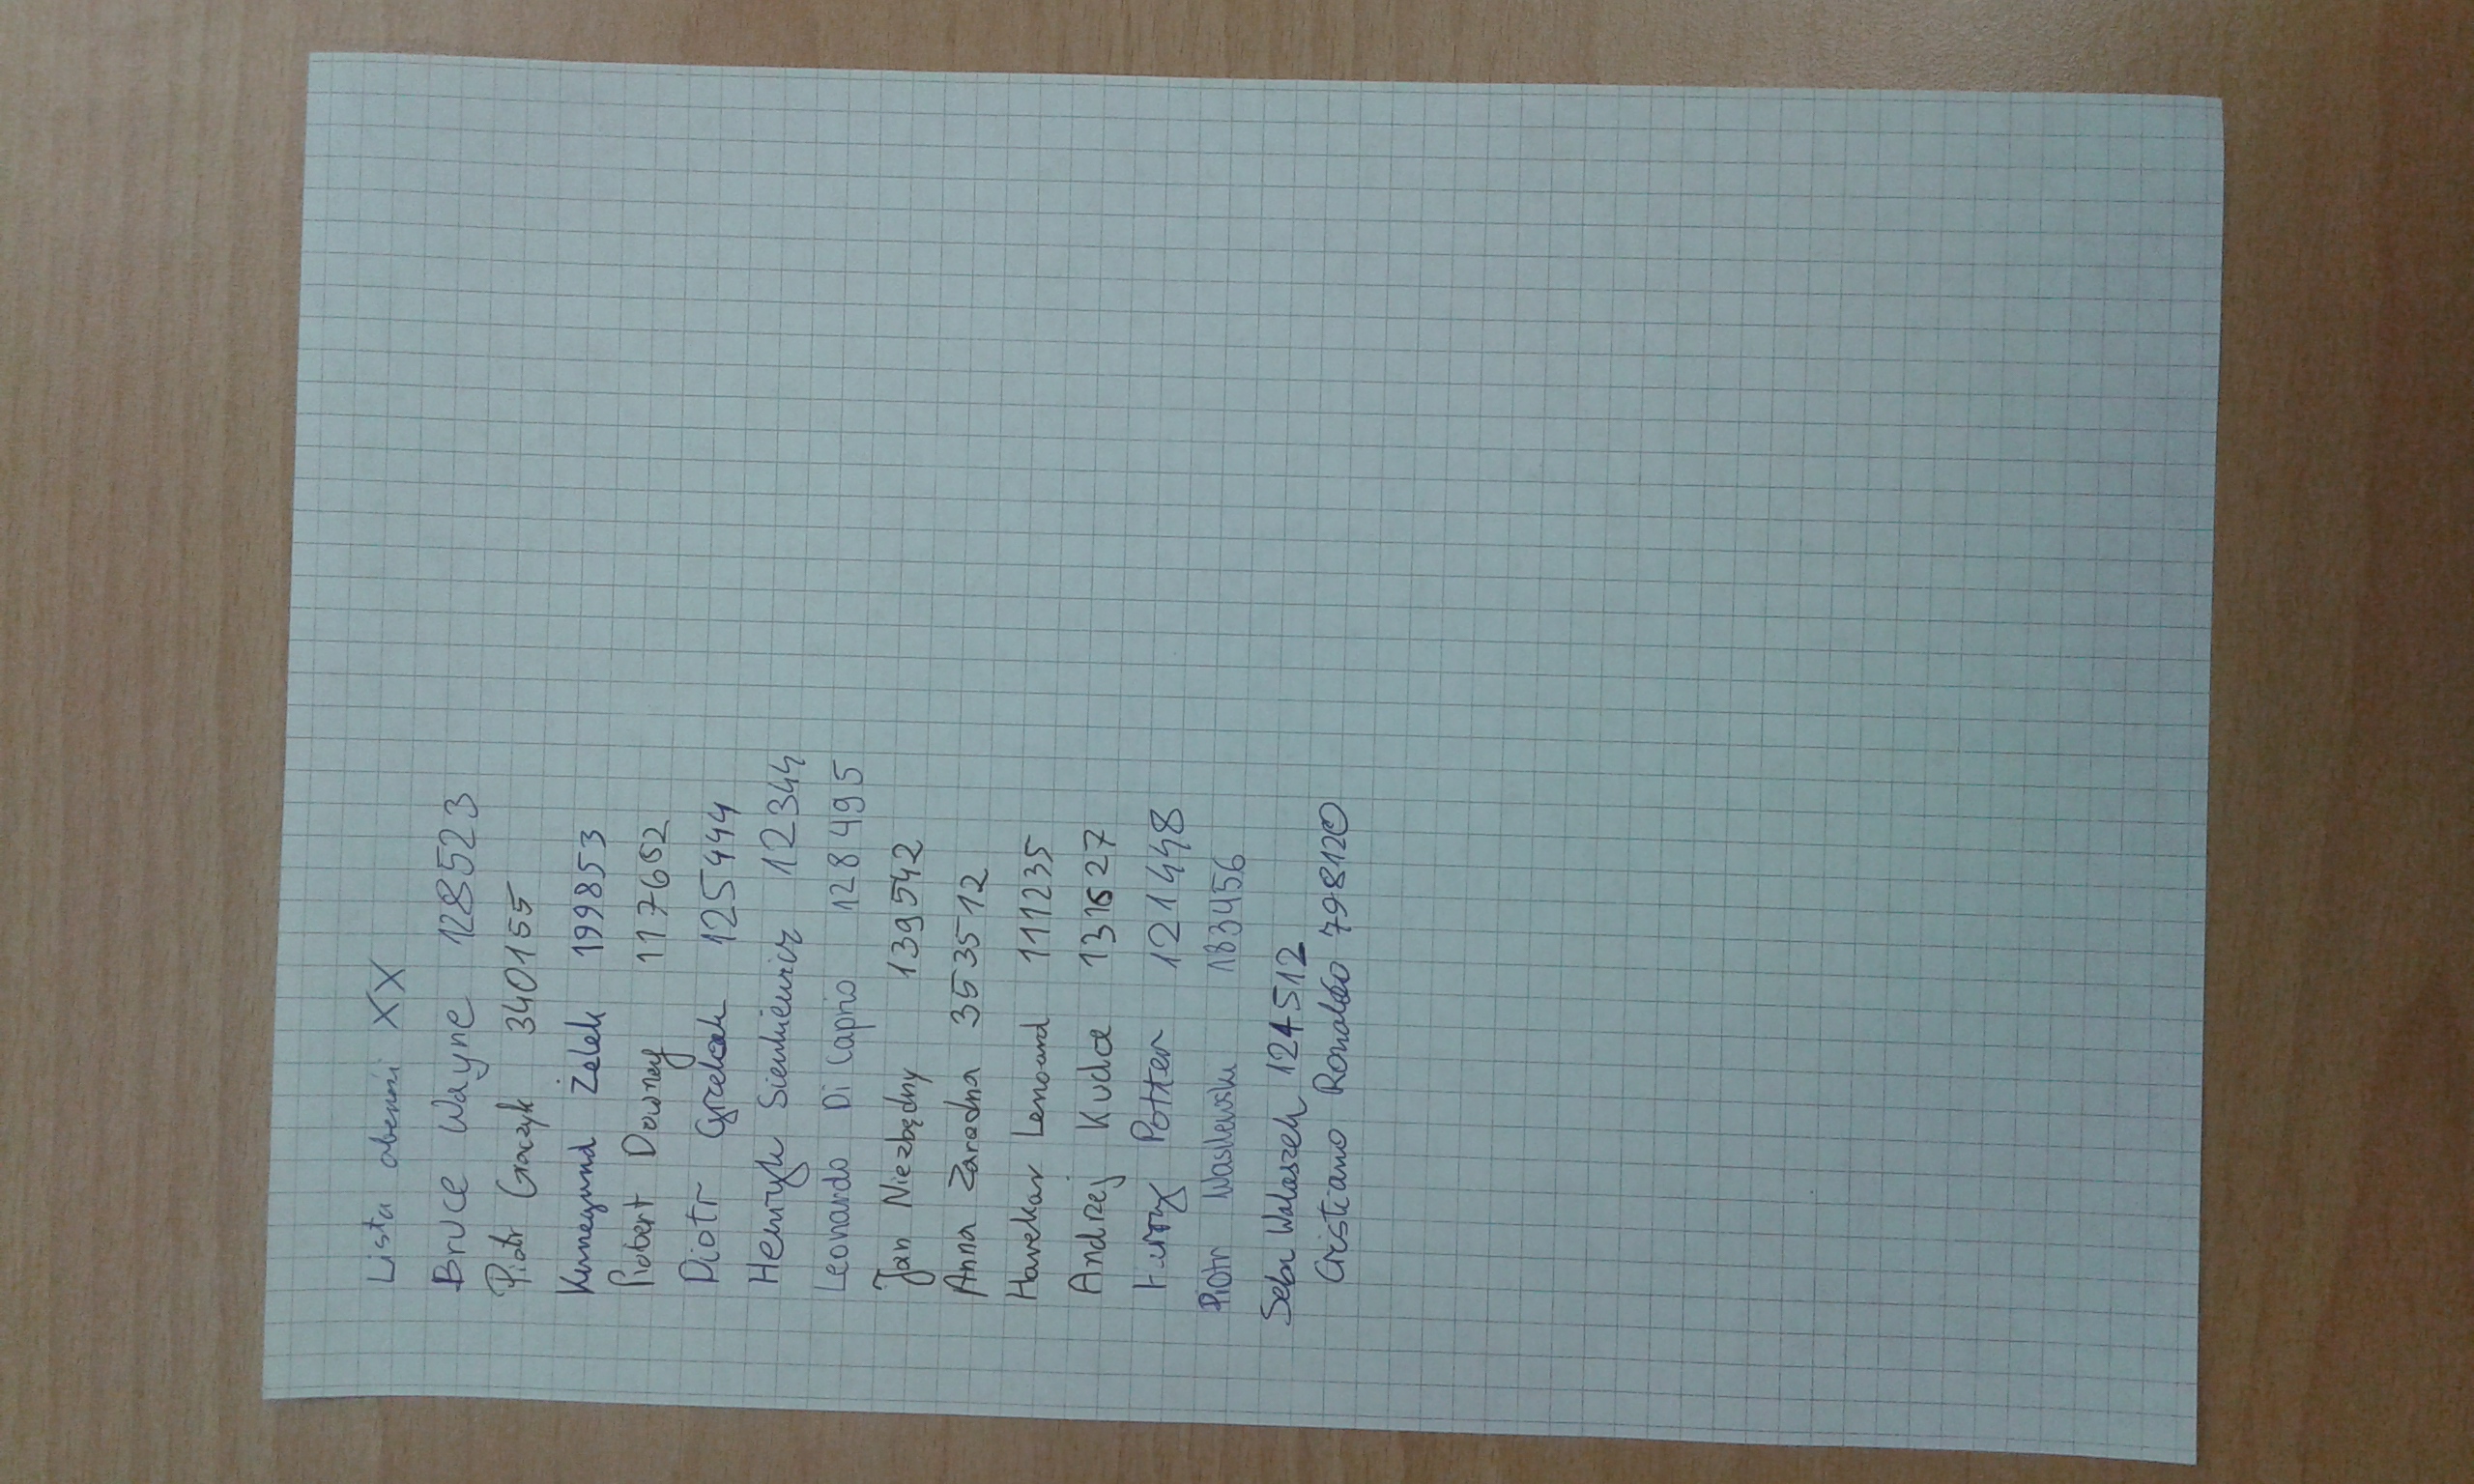 Lista obecności XX
Bruce Wayne 128523
Piotr Graczyk 340155
Kunegund Żelek 199853
Robert Downey 117652
Piotr Grzelak 125444
Henryk Sienkiewicz 12344
Leonardo Di Caprio 128495
Jan Niezbędny 139542
Anna Zaradna 353512
Havekar Lenoard 111235
Andrzej Kudła 131627
Harry Potter 121448
Piotr Wasilewski 183456
Seba Walaszek 124512
Cristiano Ronaldo 798120